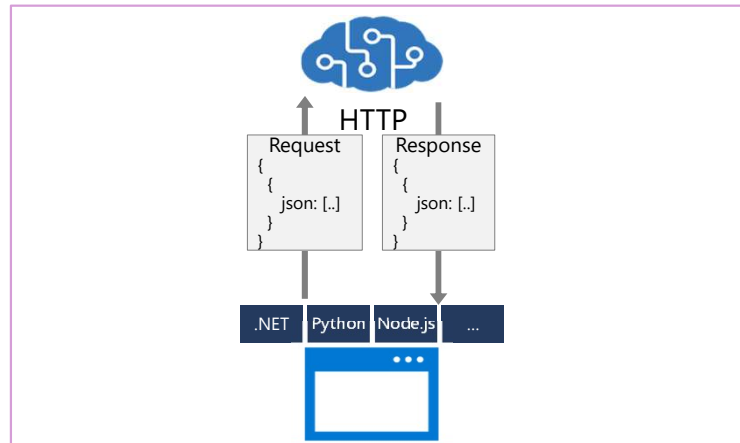 HTTP
Request
{
{
json: [..]
}
}
Response
{
{
json: [..]
}
}
.NET
Python
Node.js
...